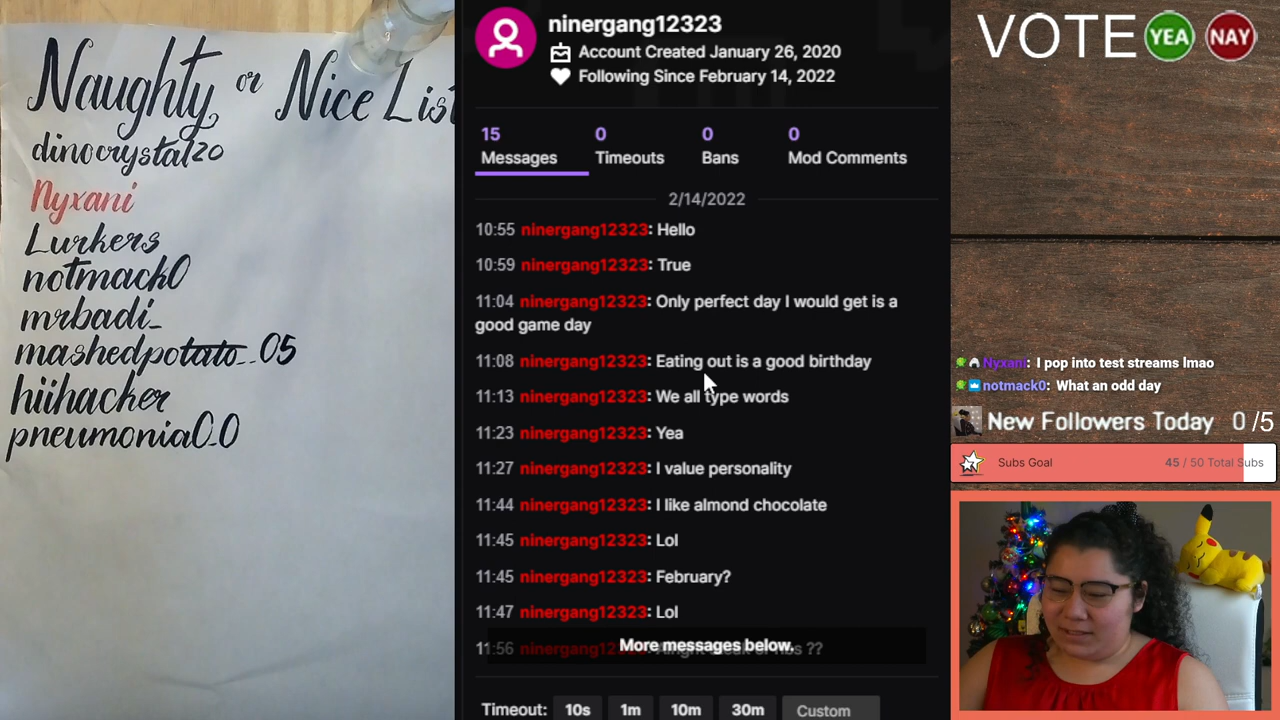 Naughty or Nice List
dinocrystal20
Nyxani
Lurkers
notmack0
mrbadi_
mashedpotato_05
hiihacker
pneumonia0_0
ninergang12323
Account Created January 26, 2020
Following Since February 14, 2022
15 0 0 0
Messages Timeouts Bans Mod Comments
2/14/2022
10:55 ninergang12323: Hello
10:59 ninergang12323: True
11:04 ninergang12323: Only perfect day I would get is a
good game day
11:08 ninergang12323: Eating out is a good birthday
11:13 ninergang12323: We all type words
11:23 ninergang12323: Yea
11:27 ninergang12323: I value personality
11:44 ninergang12323: I like almond chocolate
11:45 ninergang12323: Lol
11:45 ninergang12323: February?
11:47 ninergang12323: Lol
11:56 ninergang12323: ??
More messages below.
Timeout: 10s 1m 10m 30m Custom
VOTE YEA NAY
Nyxani: I pop into test streams lmao
notmack0: What an odd day
New Followers Today 0 /5
Subs Goal 45 / 50 Total Subs